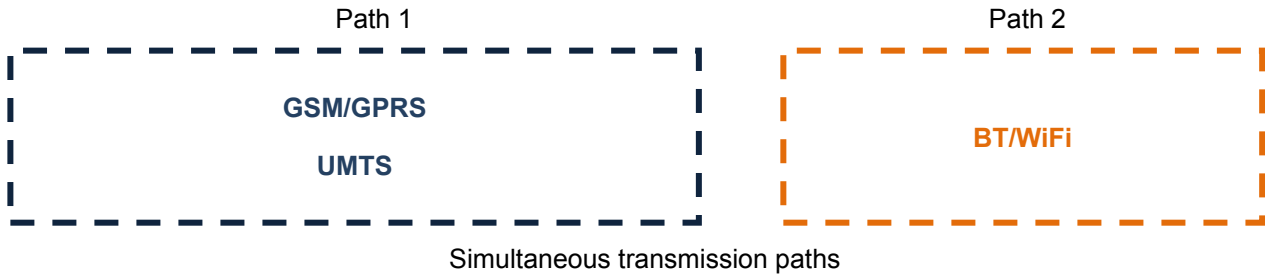 Path 1
Path 2
GSM/GPRS
UMTS
BT/WiFi
Simultaneous transmission paths